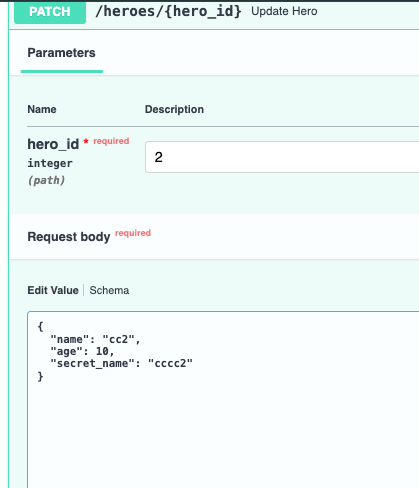 PATCH /heroes/{hero_id} Update Hero
Parameters
Name Description
hero_id * required
integer
(path)
2
Request body required
Edit Value Schema
{
  "name": "cc2",
  "age": 10,
  "secret_name": "cccc2"
}